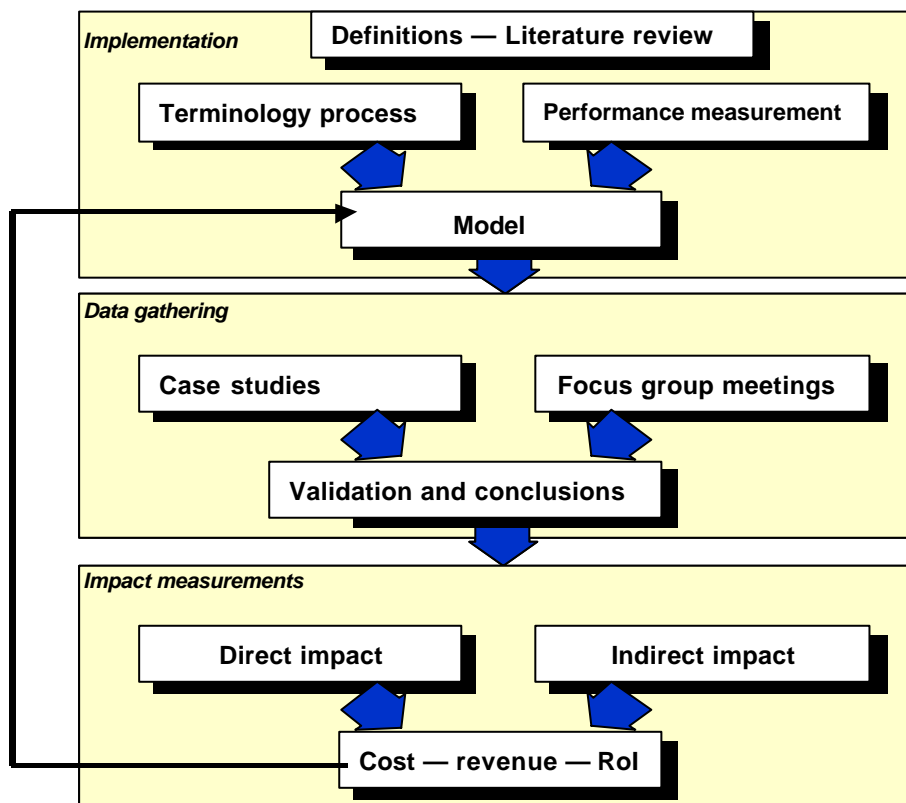 Implementation
Definitions — Literature review
Terminology process
Performance measurement
Model
Data gathering
Case studies
Focus group meetings
Validation and conclusions
Impact measurements
Direct impact
Indirect impact
Cost — revenue — RoI